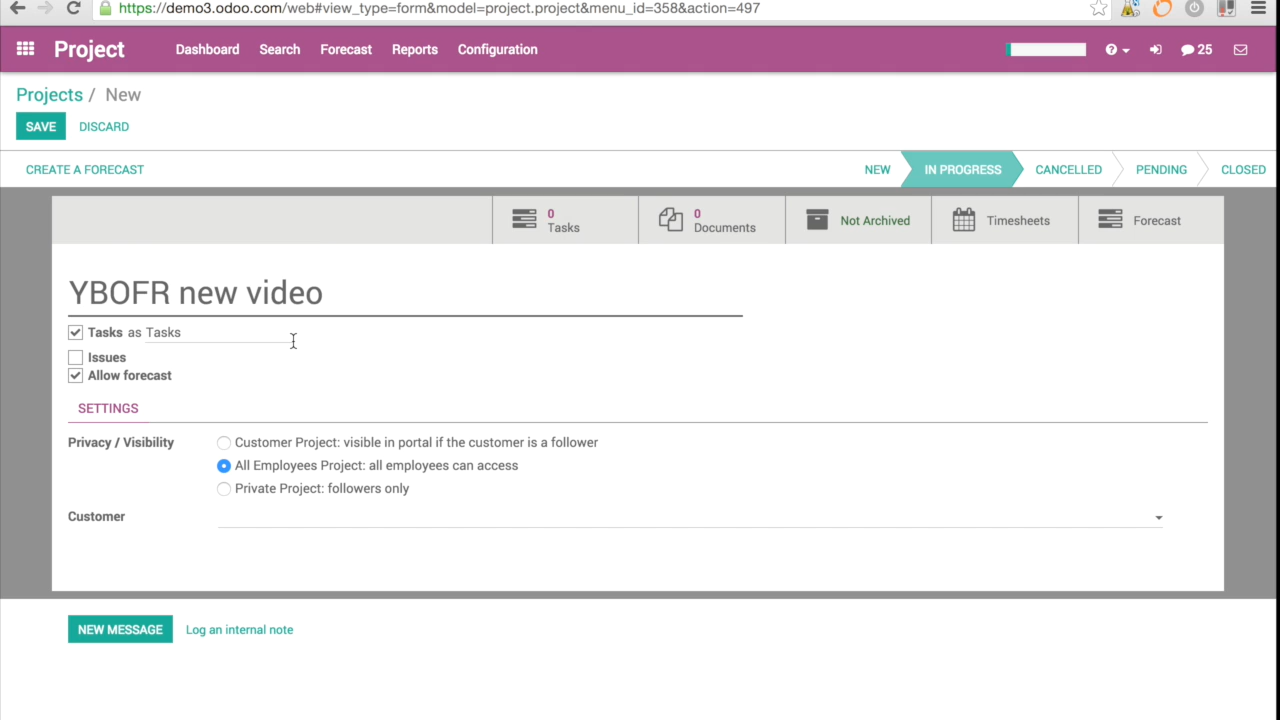 https://demo3.odoo.com/web#view_type=form&model=project.project&menu_id=358&action=497
Project Dashboard Search Forecast Reports Configuration 25
Projects / New
SAVE DISCARD
CREATE A FORECAST NEW IN PROGRESS CANCELLED PENDING CLOSED
0 Tasks 0 Documents Not Archived Timesheets Forecast
YBOFR new video
Tasks as Tasks
Issues
Allow forecast
SETTINGS
Privacy / Visibility Customer Project: visible in portal if the customer is a follower
All Employees Project: all employees can access
Private Project: followers only
Customer
NEW MESSAGE Log an internal note